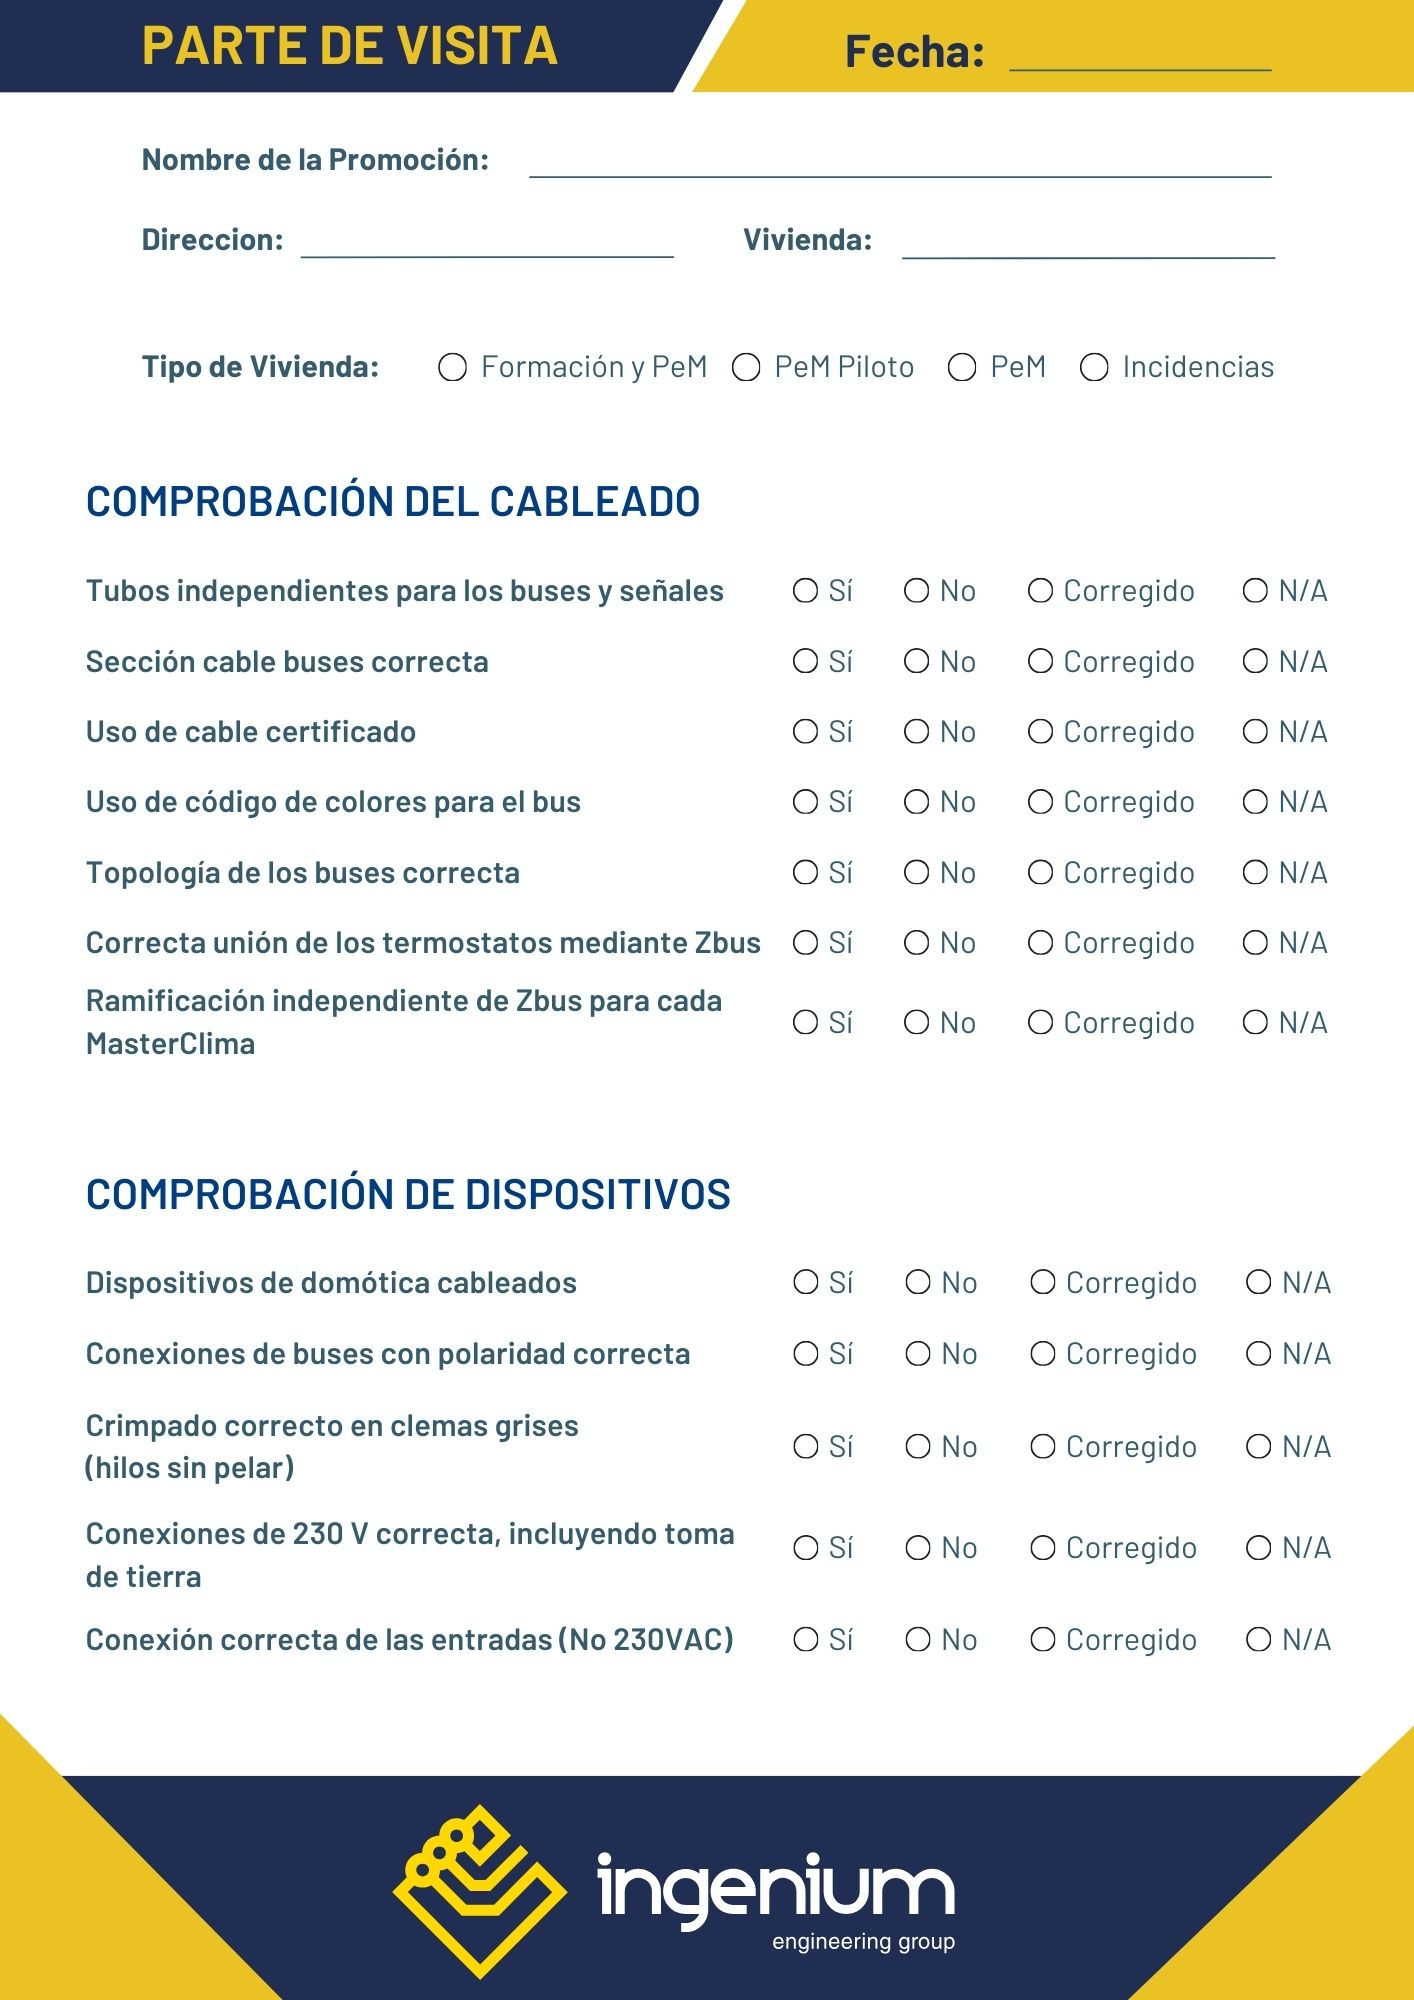 PARTE DE VISITA
Fecha:
Nombre de la Promoción:
Direccion: Vivienda:
Tipo de Vivienda: Formación y PeM PeM Piloto PeM Incidencias
COMPROBACIÓN DEL CABLEADO
Tubos independientes para los buses y señales Sí No Corregido N/A
Sección cable buses correcta Sí No Corregido N/A
Uso de cable certificado Sí No Corregido N/A
Uso de código de colores para el bus Sí No Corregido N/A
Topología de los buses correcta Sí No Corregido N/A
Correcta unión de los termostatos mediante Zbus Sí No Corregido N/A
Ramificación independiente de Zbus para cada
MasterClima Sí No Corregido N/A
COMPROBACIÓN DE DISPOSITIVOS
Dispositivos de domótica cableados Sí No Corregido N/A
Conexiones de buses con polaridad correcta Sí No Corregido N/A
Crimpado correcto en clemas grises
(hilos sin pelar) Sí No Corregido N/A
Conexiones de 230 V correcta, incluyendo toma
de tierra Sí No Corregido N/A
Conexión correcta de las entradas (No 230VAC) Sí No Corregido N/A
ingenium
engineering group